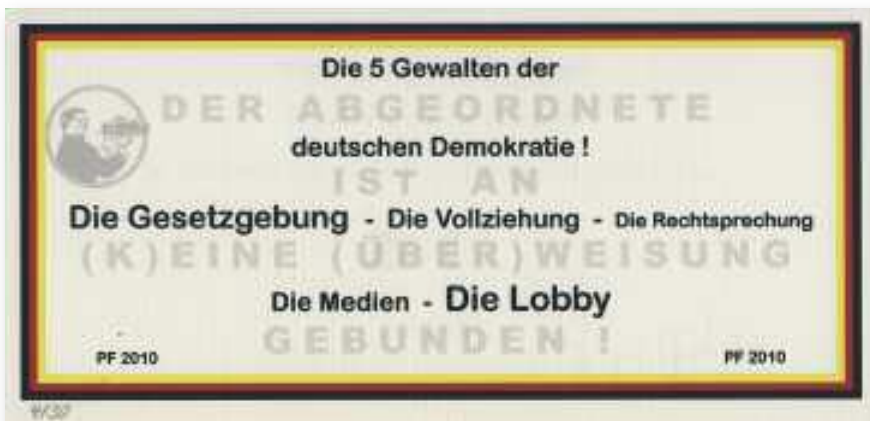 Die 5 Gewalten der
DER ABGEORDNETE
deutschen Demokratie !
IST AN
Die Gesetzgebung - Die Vollziehung - Die Rechtsprechung
(K)EINE (ÜBER)WEISUNG
Die Medien - Die Lobby
GEBUNDEN !
PF 2010 PF 2010